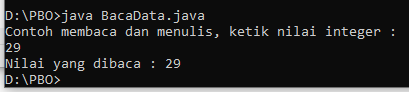 D:\PBO>java BacaData.java
Contoh membaca dan menulis, ketik nilai integer :
29
Nilai yang dibaca : 29
D:\PBO>